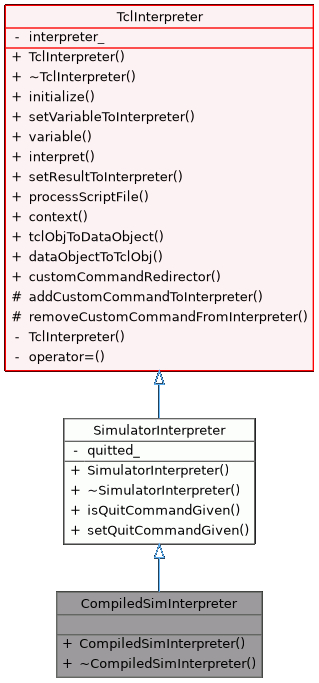 TclInterpreter
- interpreter_
+ TclInterpreter()
+ ~TclInterpreter()
+ initialize()
+ setVariableToInterpreter()
+ variable()
+ interpret()
+ setResultToInterpreter()
+ processScriptFile()
+ context()
+ tclObjToDataObject()
+ dataObjectToTclObj()
+ customCommandRedirector()
# addCustomCommandToInterpreter()
# removeCustomCommandFromInterpreter()
- TclInterpreter()
- operator=()
SimulatorInterpreter
- quitted_
+ SimulatorInterpreter()
+ ~SimulatorInterpreter()
+ isQuitCommandGiven()
+ setQuitCommandGiven()
CompiledSimInterpreter
+ CompiledSimInterpreter()
+ ~CompiledSimInterpreter()